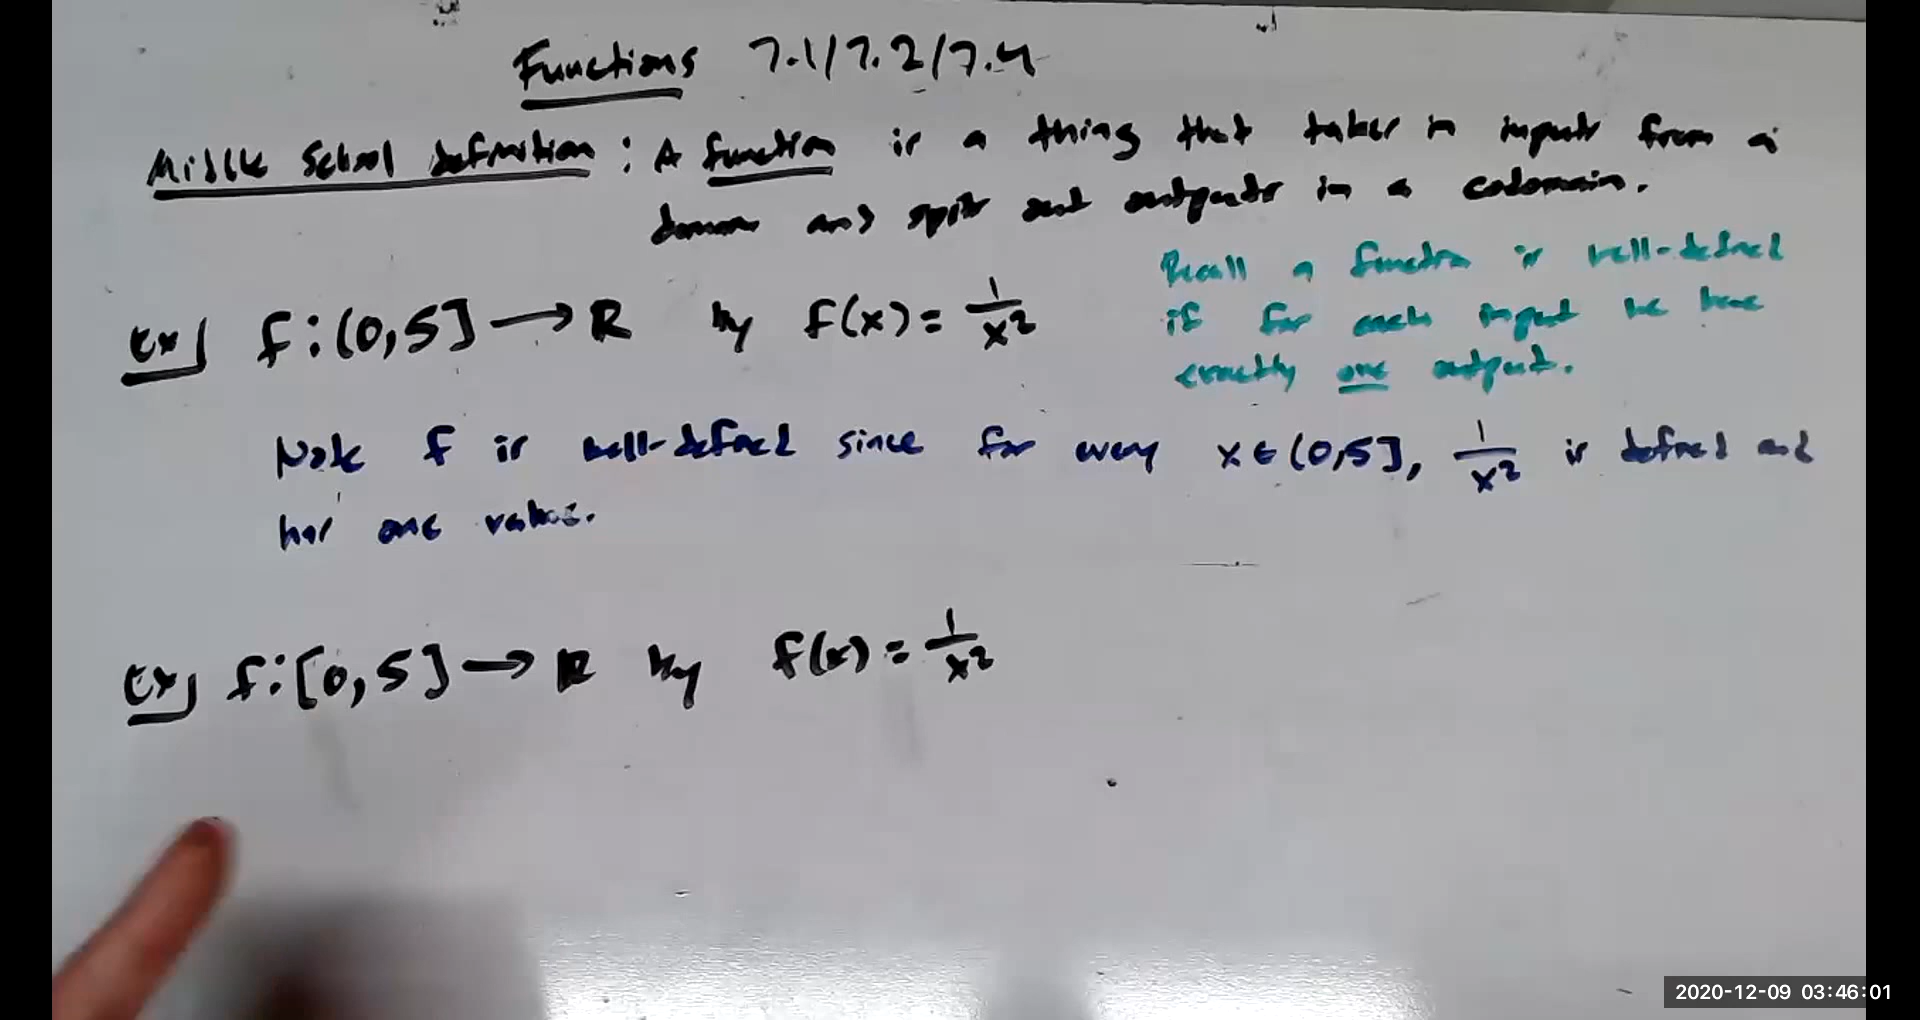 Functions 7.1/7.2/7.4
Middle School definition: A function is a thing that takes in inputs from a
domain and spits out outputs in a codomain.
Recall a function is well-defined
if for each input we have
exactly one output.
Ex] f:(0,5]→ℝ by f(x)=1/x²
Note f is well-defined since for every x∈(0,5], 1/x² is defined and
has one value.
Ex] f:[0,5]→ℝ by f(x)=1/x²
2020-12-09 03:46:01